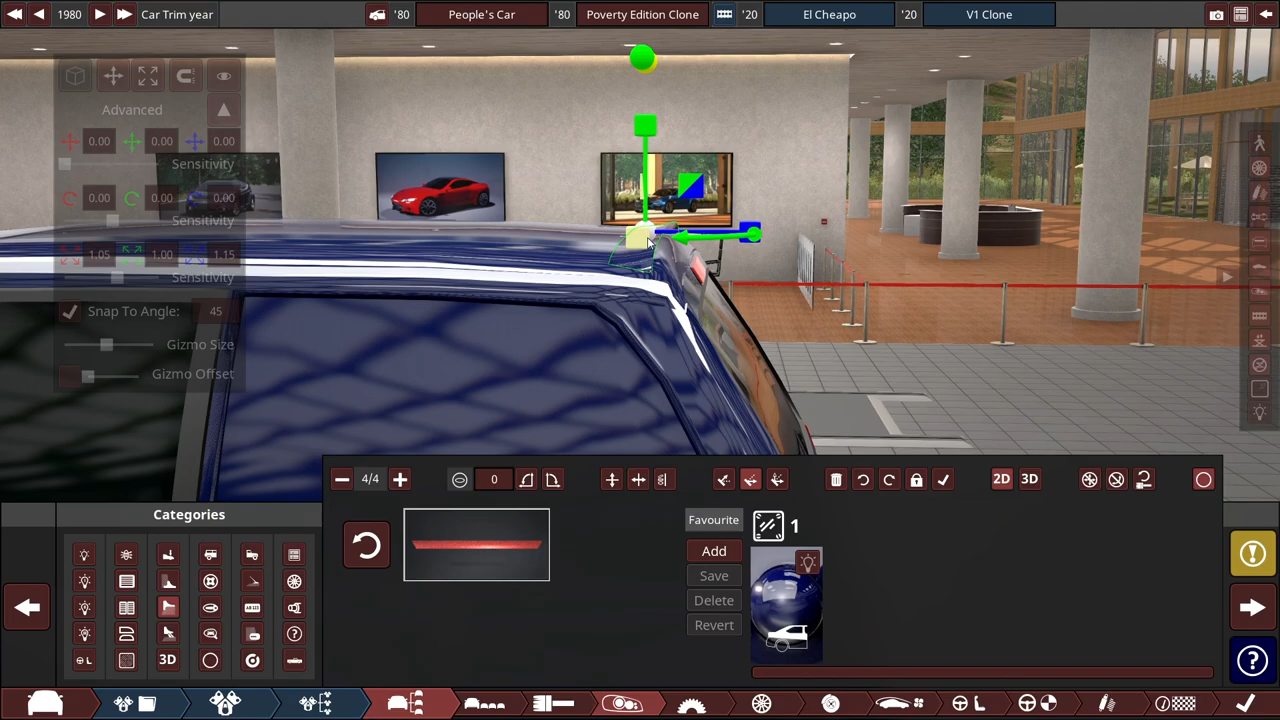 1980 Car Trim year '80 People's Car '80 Poverty Edition Clone '20 El Cheapo '20 V1 Clone
Advanced
0.00 0.00 0.00
Sensitivity
0.00 0.00 0.00
Sensitivity
1.05 1.00 1.15
Sensitivity
Snap To Angle: 45
Gizmo Size
Gizmo Offset
4/4 0 2D 3D
Categories
Favourite 1
Add
Save
Delete
Revert
L 3D